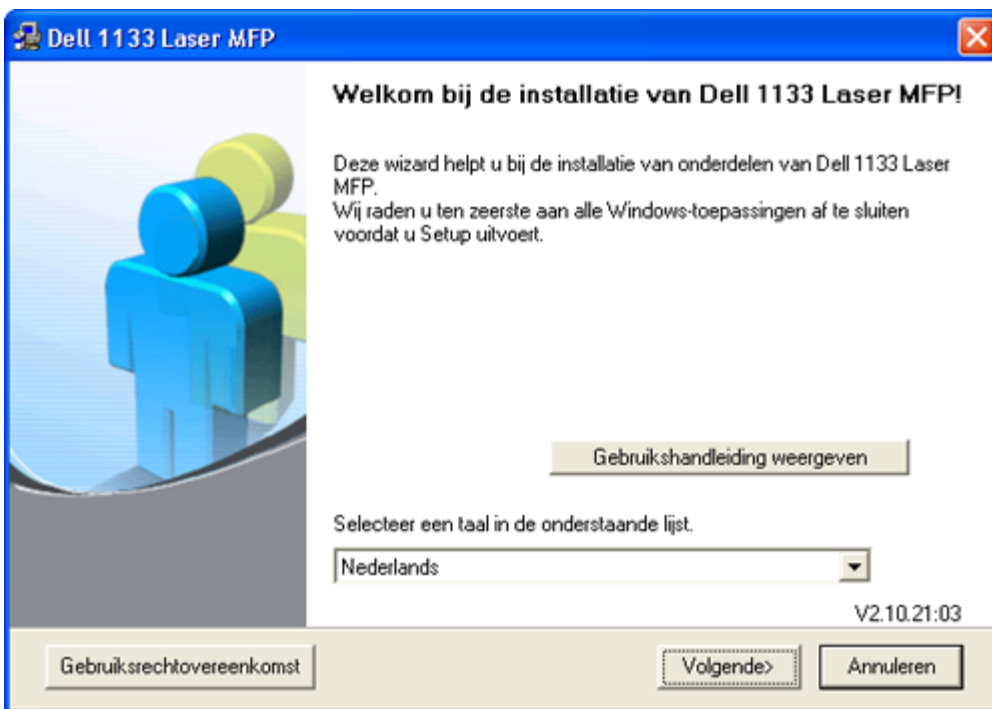 Dell 1133 Laser MFP
Welkom bij de installatie van Dell 1133 Laser MFP!
Deze wizard helpt u bij de installatie van onderdelen van Dell 1133 Laser
MFP.
Wij raden u ten zeerste aan alle Windows-toepassingen af te sluiten
voordat u Setup uitvoert.
Gebruikshandleiding weergeven
Selecteer een taal in de onderstaande lijst.
Nederlands
V2.10.21:03
Gebruiksrechtovereenkomst
Volgende>
Annuleren